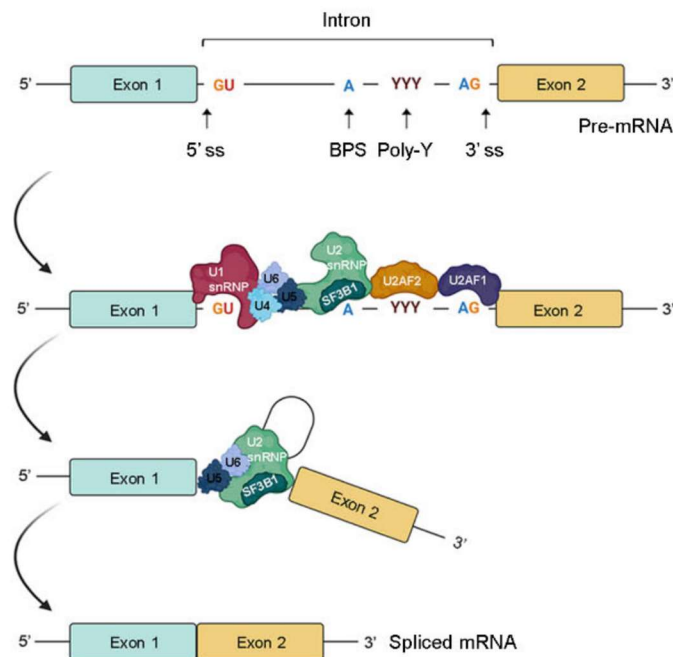 Intron
5' Exon 1 GU A YYY AG Exon 2 3'
Pre-mRNA
5' ss BPS Poly-Y 3' ss
U2
snRNP
U1
snRNP
U6
U4
U5
SF3B1
U2AF2
U2AF1
5' Exon 1 GU A YYY AG Exon 2 3'
U2
snRNP
U6
U5
SF3B1
5' Exon 1
Exon 2
3'
5' Exon 1 Exon 2 3' Spliced mRNA